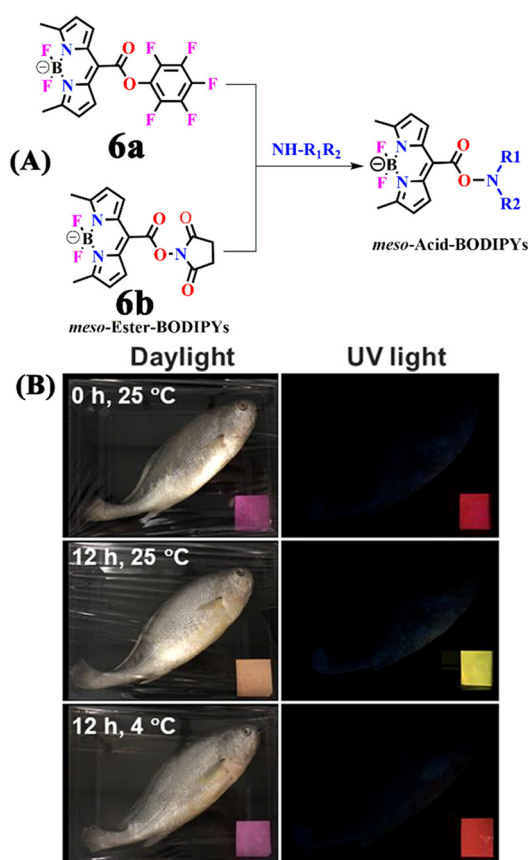 F F
O
F N
⊖ B F
F N O
F F
6a
(A)
NH-R1R2
N O R1
F
⊖ B
F O N
N R2
meso-Acid-BODIPYs
O
F N O
⊖ B
F N O N
O
6b
meso-Ester-BODIPYs
(B)
Daylight UV light
0 h, 25 °C
12 h, 25 °C
12 h, 4 °C